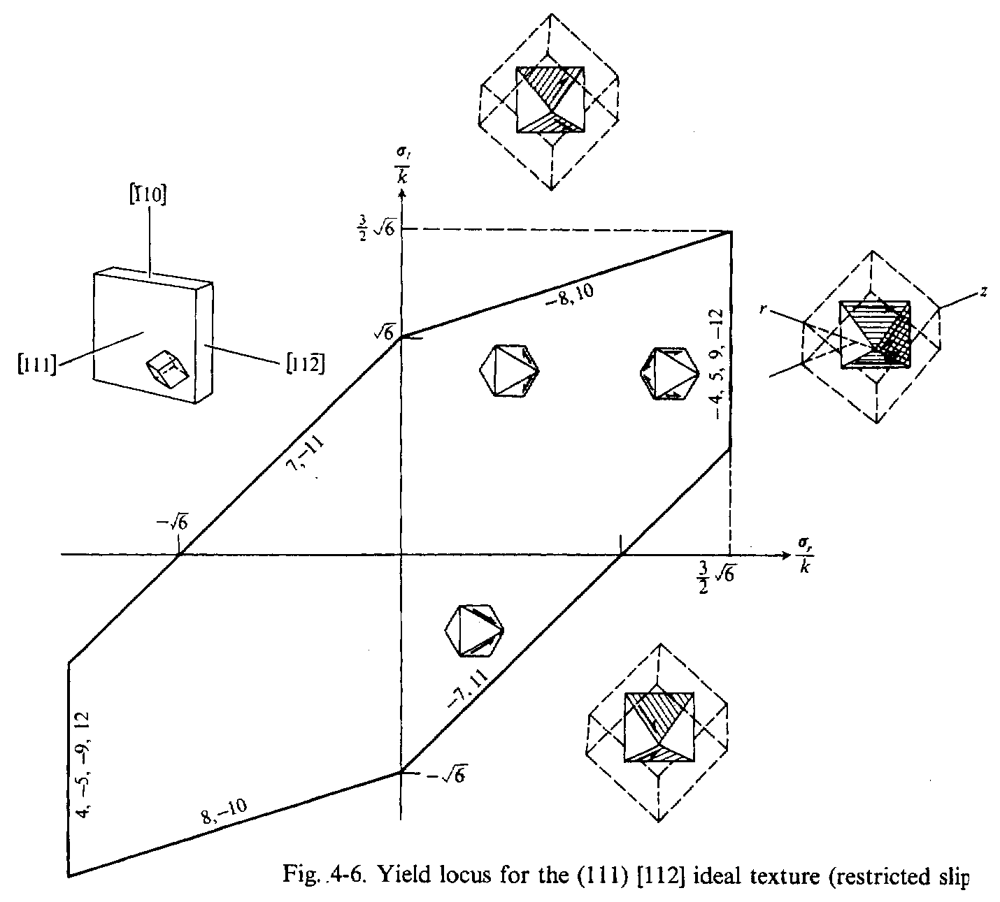 σₜ/k
[1̄10]
3/2 √6
-8, 10
r
z
√6
-4, 5, 9, -12
[111]
[112̄]
7, -11
-√6
σᵣ/k
3/2 √6
-7, 11
4, -5, -9, 12
-√6
8, -10
Fig. 4-6. Yield locus for the (111) [112] ideal texture (restricted slip